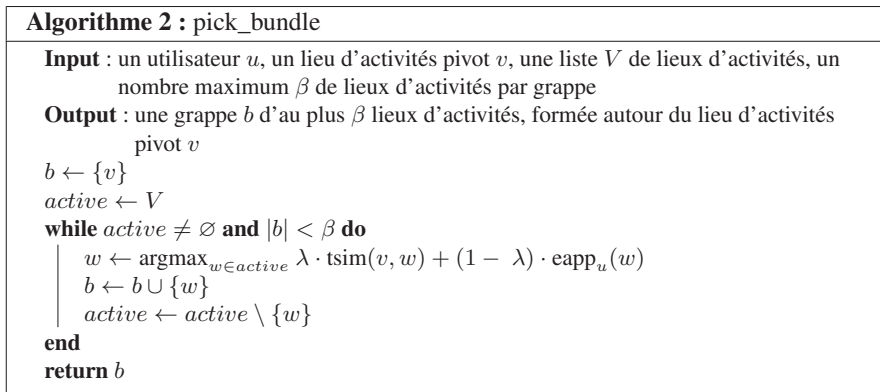 Algorithme 2 : pick_bundle
Input : un utilisateur u, un lieu d'activités pivot v, une liste V de lieux d'activités, un
nombre maximum β de lieux d'activités par grappe
Output : une grappe b d'au plus β lieux d'activités, formée autour du lieu d'activités
pivot v
b ← {v}
active ← V
while active ≠ ∅ and |b| < β do
w ← argmax_{w∈active} λ · tsim(v, w) + (1 − λ) · eapp_u(w)
b ← b ∪ {w}
active ← active \ {w}
end
return b